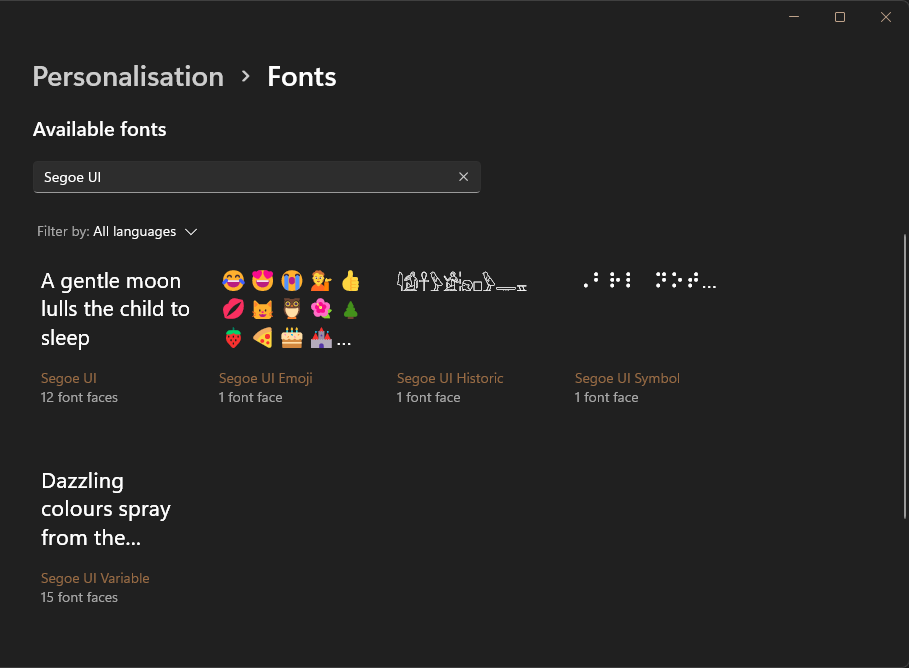 Personalisation > Fonts
Available fonts
Segoe UI
Filter by: All languages
A gentle moon
lulls the child to
sleep
😂 😍 😭 💁 👍
💋 😺 🦉 🌺 🌲
🍓 🍕 🎂 🏰 ...
Segoe UI
12 font faces
Segoe UI Emoji
1 font face
Segoe UI Historic
1 font face
Segoe UI Symbol
1 font face
Dazzling
colours spray
from the...
Segoe UI Variable
15 font faces